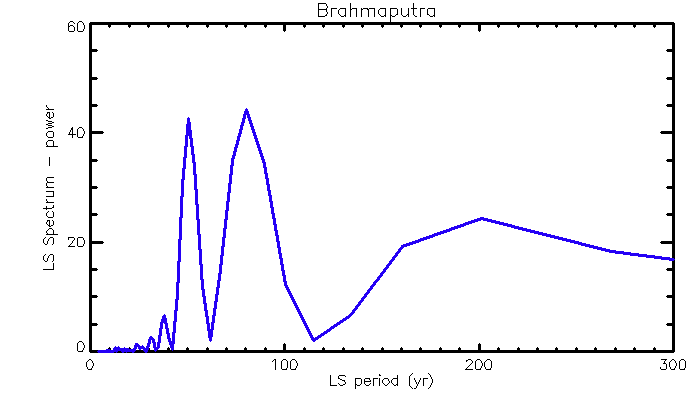 Brahmaputra
60
40
20
0
LS Spectrum - power
0 100 200 300
LS period (yr)